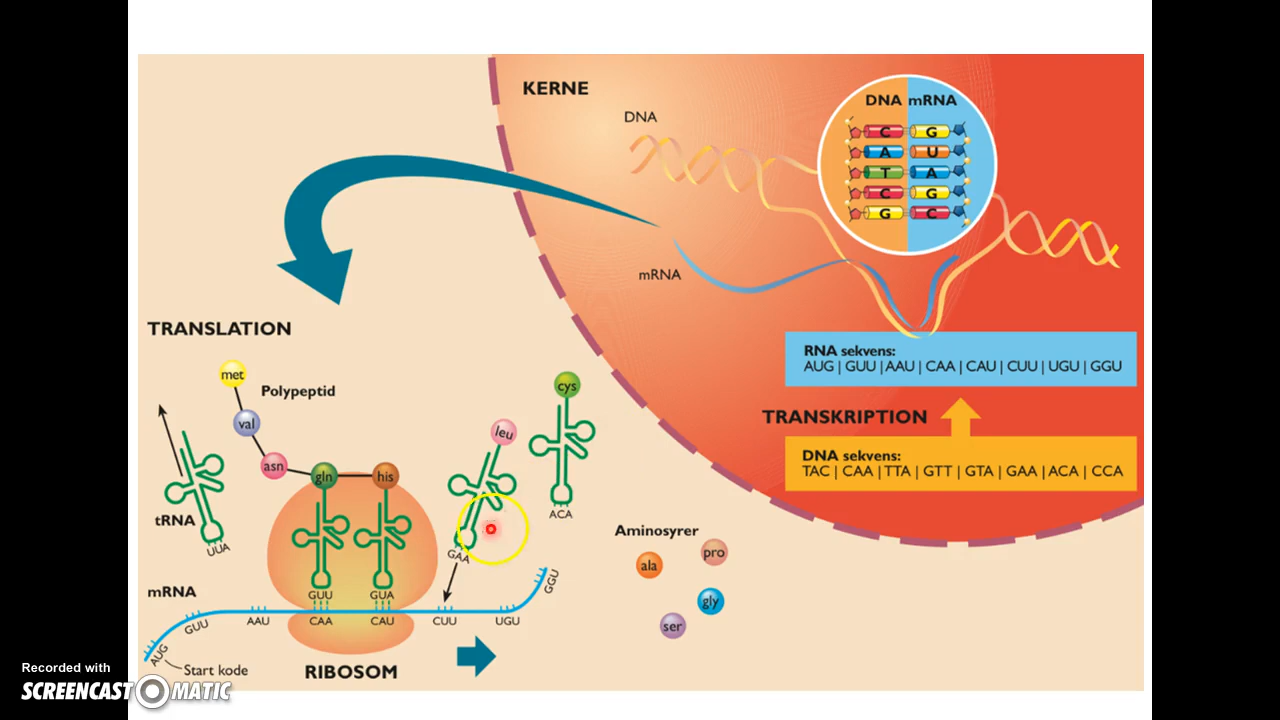 KERNE
DNA
DNA mRNA
C G
A U
T A
C G
G C
mRNA
RNA sekvens:
AUG | GUU | AAU | CAA | CAU | CUU | UGU | GGU
TRANSKRIPTION
DNA sekvens:
TAC | CAA | TTA | GTT | GTA | GAA | ACA | CCA
TRANSLATION
met
Polypeptid
val
asn
gln
his
leu
cys
tRNA
UUA
GAA
ACA
Aminosyrer
ala
pro
gly
ser
mRNA
GUU
GUA
AUG
GUU
AAU
CAA
CAU
CUU
UGU
GGU
Start kode
RIBOSOM
Recorded with
SCREENCAST MATIC